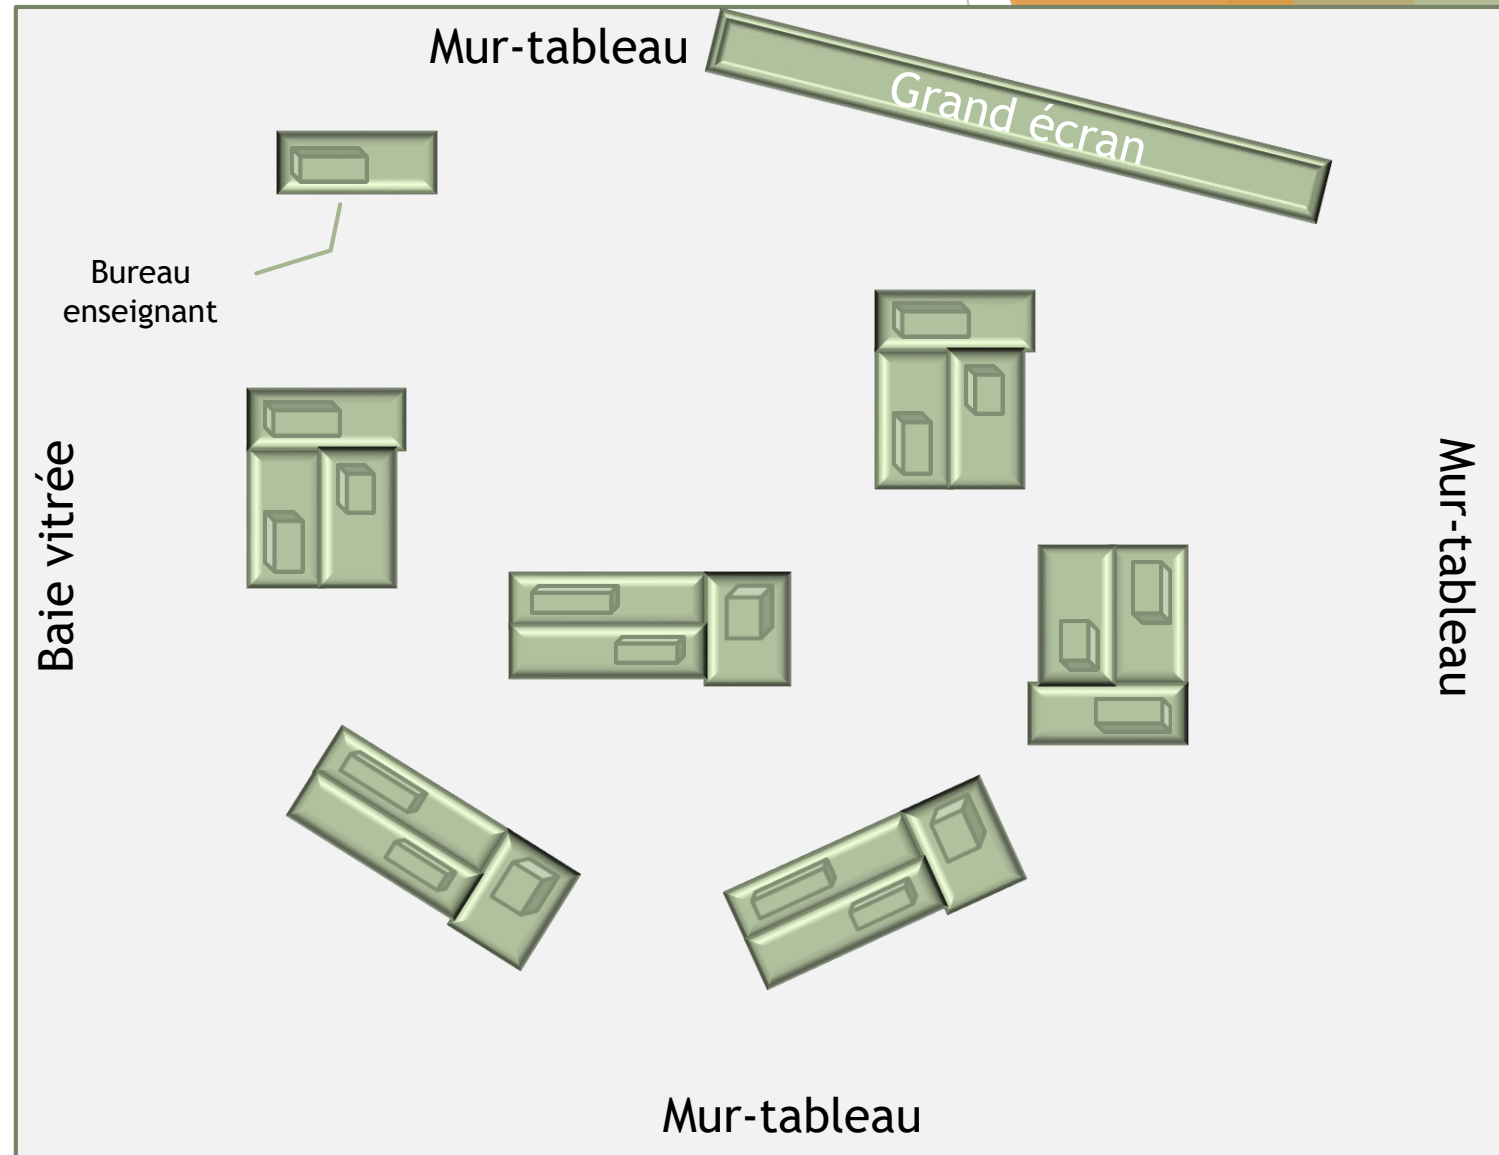 Mur-tableau
Grand écran
Bureau
enseignant
Baie vitrée
Mur-tableau
Mur-tableau